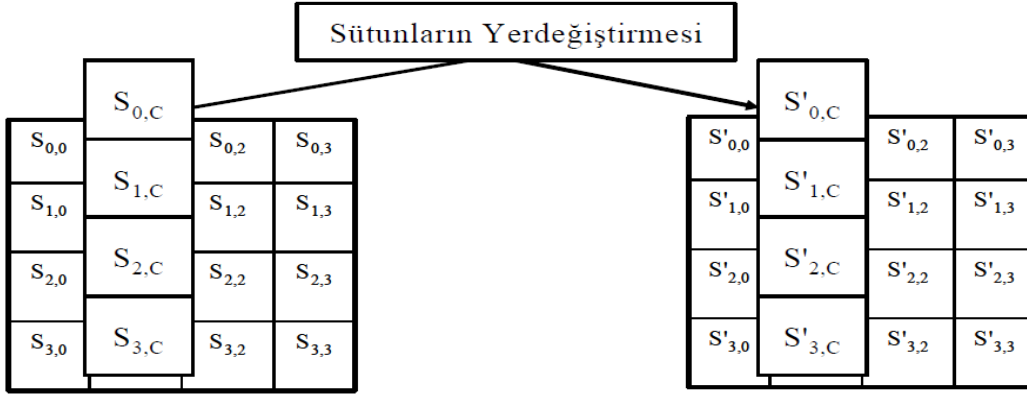 Sütunların Yerdeğiştirmesi
S0,C
S0,0 S0,2 S0,3
S1,C
S1,0 S1,2 S1,3
S2,C
S2,0 S2,2 S2,3
S3,C
S3,0 S3,2 S3,3
S'0,C
S'0,0 S'0,2 S'0,3
S'1,C
S'1,0 S'1,2 S'1,3
S'2,C
S'2,0 S'2,2 S'2,3
S'3,C
S'3,0 S'3,2 S'3,3